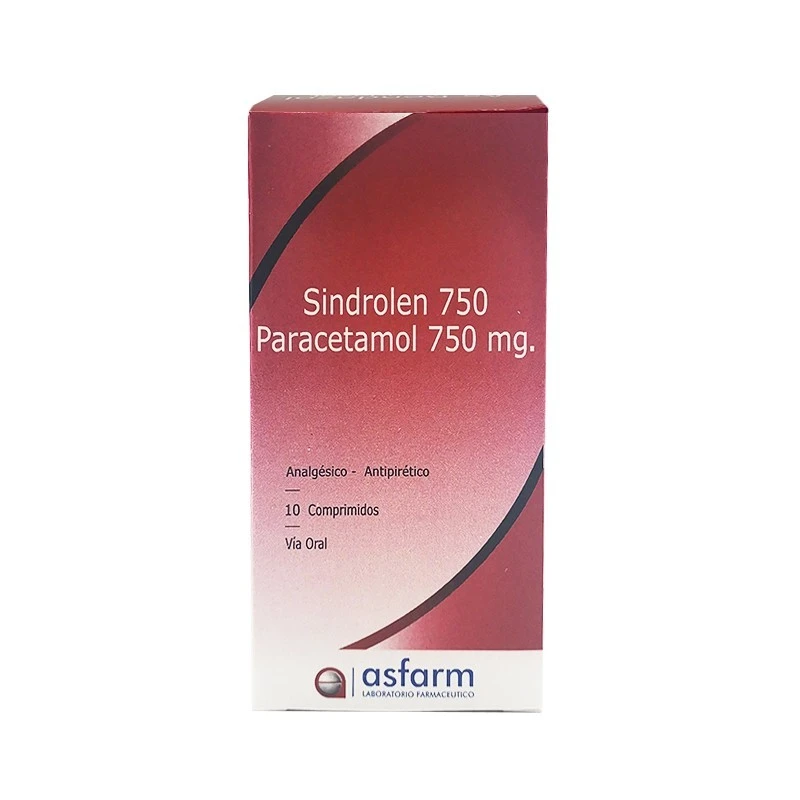 Sindrolen 750
Paracetamol 750 mg.
Analgésico - Antipirético
10 Comprimidos
Vía Oral
asfarm
LABORATORIO FARMACEUTICO